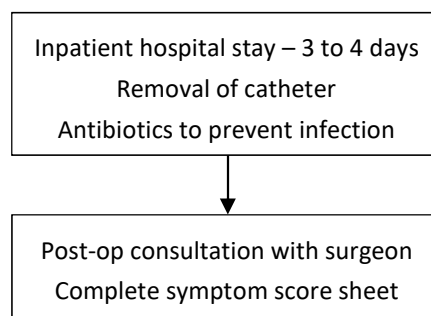 Inpatient hospital stay – 3 to 4 days
Removal of catheter
Antibiotics to prevent infection
Post-op consultation with surgeon
Complete symptom score sheet